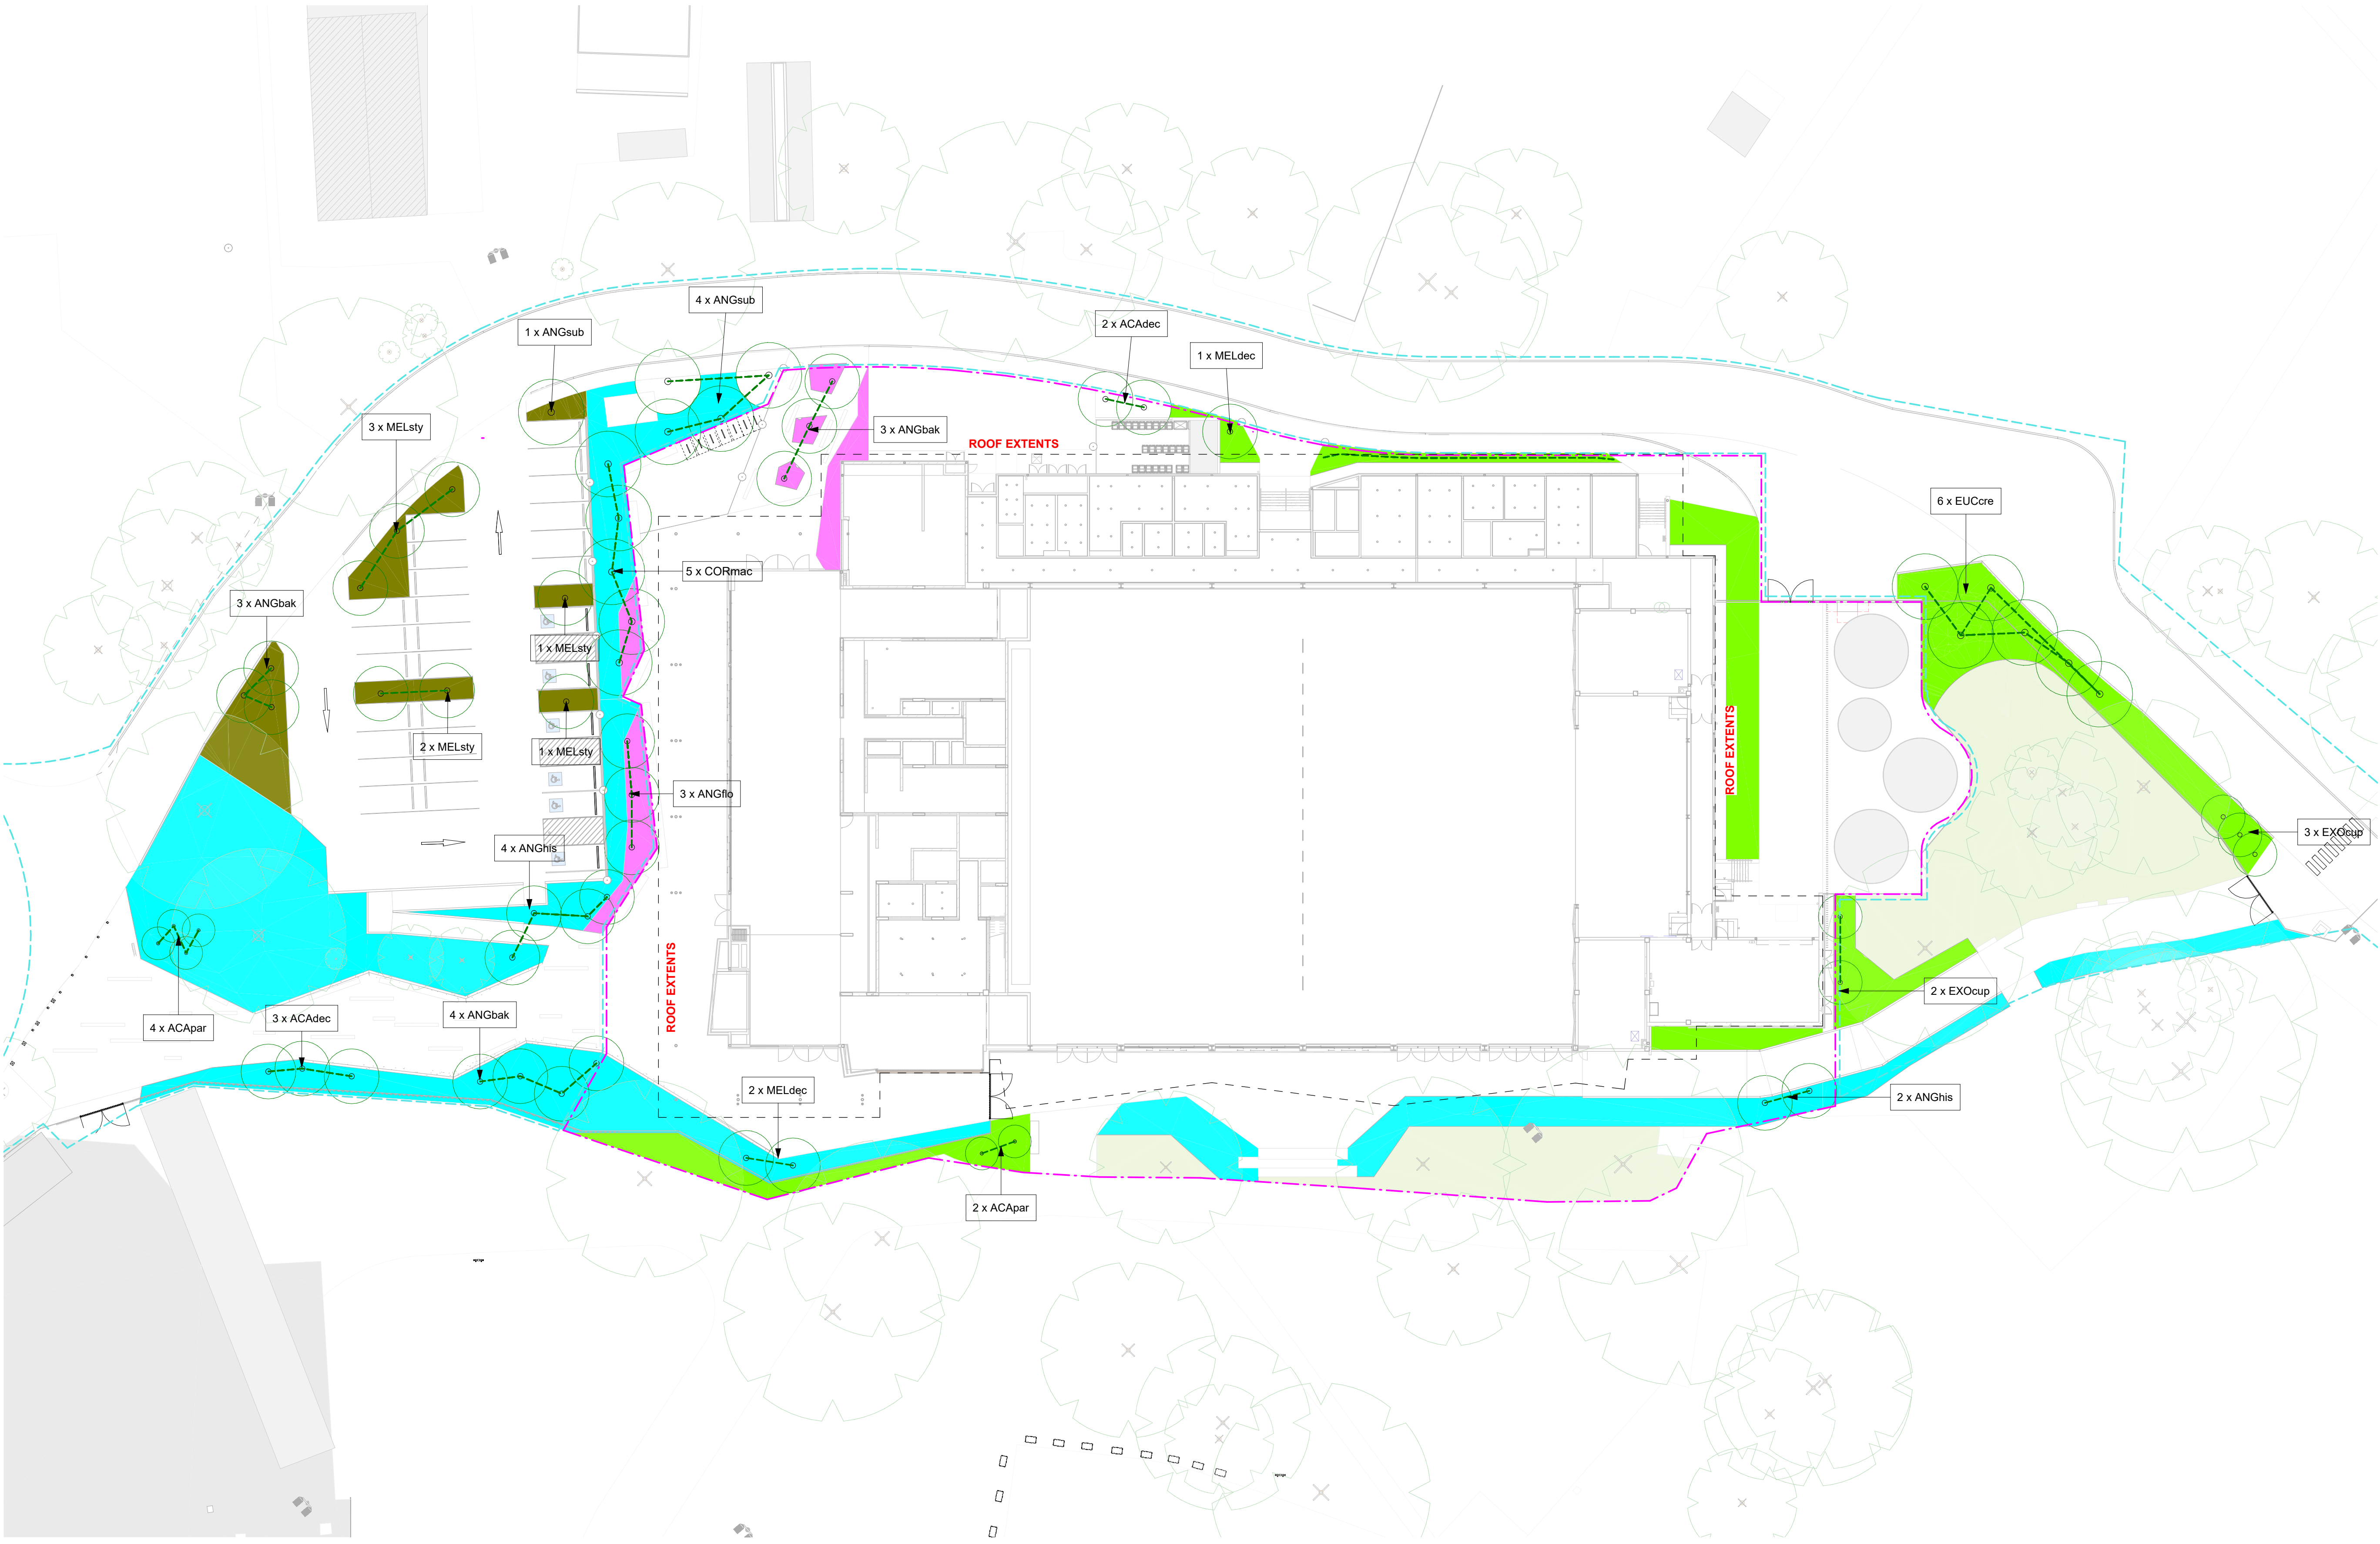 4 x ANGsub
1 x ANGsub
2 x ACAdec
1 x MELdec
3 x MELsty
3 x ANGbak
ROOF EXTENTS
6 x EUCcre
5 x CORmac
3 x ANGbak
1 x MELsty
2 x MELsty
1 x MELsty
ROOF EXTENTS
3 x ANGflo
3 x EXOcup
4 x ANGhis
ROOF EXTENTS
2 x EXOcup
4 x ACApar
3 x ACAdec
4 x ANGbak
2 x MELdec
2 x ANGhis
2 x ACApar